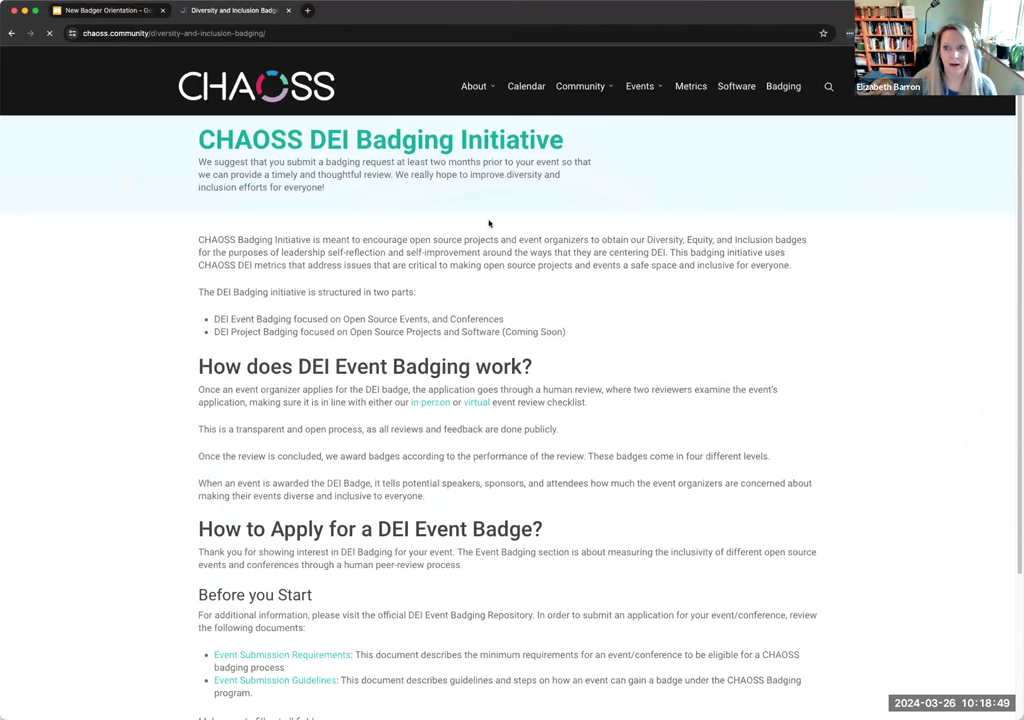 New Badger Orientation - Go
Diversity and Inclusion Badg
chaoss.community/diversity-and-inclusion-badging/
Elizabeth Barron
CHAOSS
About
Calendar
Community
Events
Metrics
Software
Badging
CHAOSS DEI Badging Initiative
We suggest that you submit a badging request at least two months prior to your event so that
we can provide a timely and thoughtful review. We really hope to improve diversity and
inclusion efforts for everyone!
CHAOSS Badging Initiative is meant to encourage open source projects and event organizers to obtain our Diversity, Equity, and Inclusion badges
for the purposes of leadership self-reflection and self-improvement around the ways that they are centering DEI. This badging initiative uses
CHAOSS DEI metrics that address issues that are critical to making open source projects and events a safe space and inclusive for everyone.
The DEI Badging initiative is structured in two parts:
• DEI Event Badging focused on Open Source Events, and Conferences
• DEI Project Badging focused on Open Source Projects and Software (Coming Soon)
How does DEI Event Badging work?
Once an event organizer applies for the DEI badge, the application goes through a human review, where two reviewers examine the event's
application, making sure it is in line with either our in-person or virtual event review checklist.
This is a transparent and open process, as all reviews and feedback are done publicly.
Once the review is concluded, we award badges according to the performance of the review. These badges come in four different levels.
When an event is awarded the DEI Badge, it tells potential speakers, sponsors, and attendees how much the event organizers are concerned about
making their events diverse and inclusive to everyone.
How to Apply for a DEI Event Badge?
Thank you for showing interest in DEI Badging for your event. The Event Badging section is about measuring the inclusivity of different open source
events and conferences through a human peer-review process.
Before you Start
For additional information, please visit the official DEI Event Badging Repository. In order to submit an application for your event/conference, review
the following documents:
• Event Submission Requirements: This document describes the minimum requirements for an event/conference to be eligible for a CHAOSS
badging process
• Event Submission Guidelines: This document describes guidelines and steps on how an event can gain a badge under the CHAOSS Badging
program.
2024-03-26 10:18:49